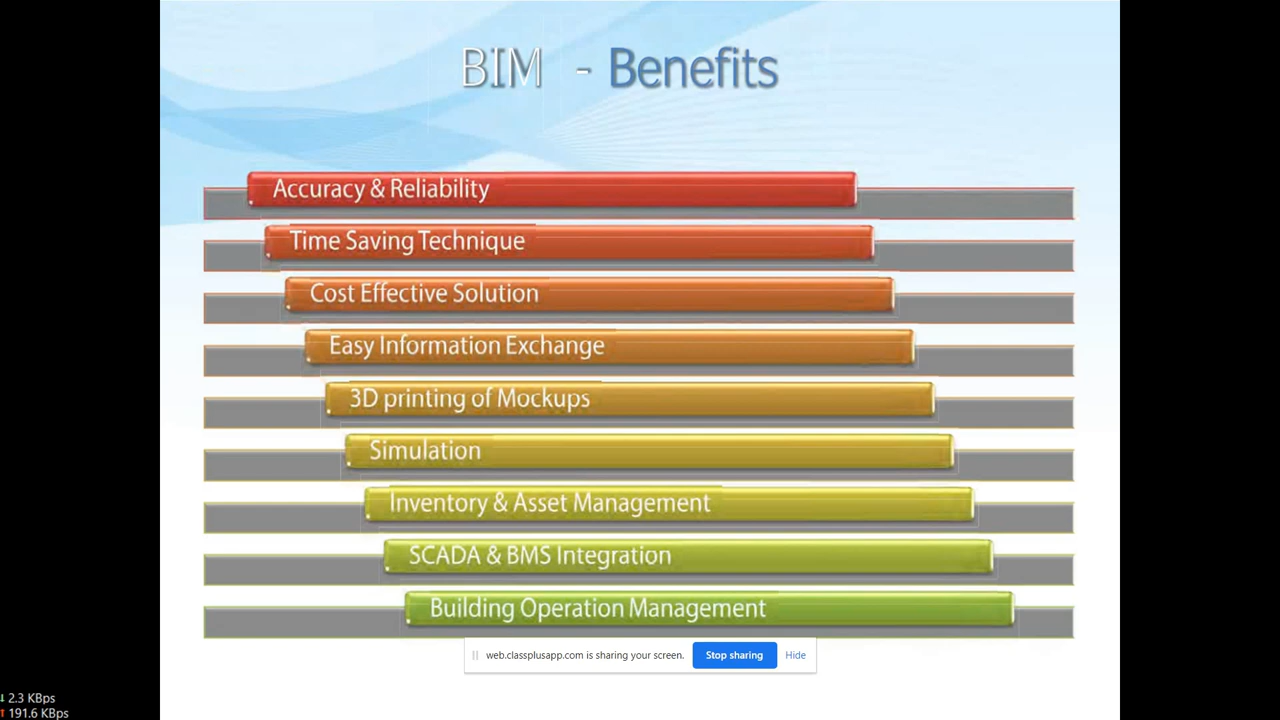 BIM - Benefits
Accuracy & Reliability
Time Saving Technique
Cost Effective Solution
Easy Information Exchange
3D printing of Mockups
Simulation
Inventory & Asset Management
SCADA & BMS Integration
Building Operation Management
web.classplusapp.com is sharing your screen. Stop sharing Hide
↓ 2.3 KBps
↑ 191.6 KBps